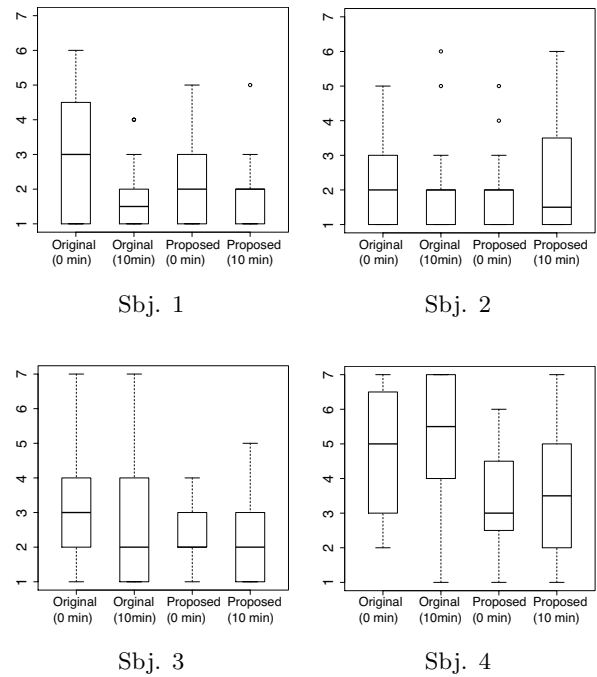 7
6
5
4
3
2
1
Original Orginal Proposed Proposed
(0 min) (10min) (0 min) (10 min)
Sbj. 1
7
6
5
4
3
2
1
Original Orginal Proposed Proposed
(0 min) (10min) (0 min) (10 min)
Sbj. 2
7
6
5
4
3
2
1
Original Orginal Proposed Proposed
(0 min) (10min) (0 min) (10 min)
Sbj. 3
7
6
5
4
3
2
1
Original Orginal Proposed Proposed
(0 min) (10min) (0 min) (10 min)
Sbj. 4